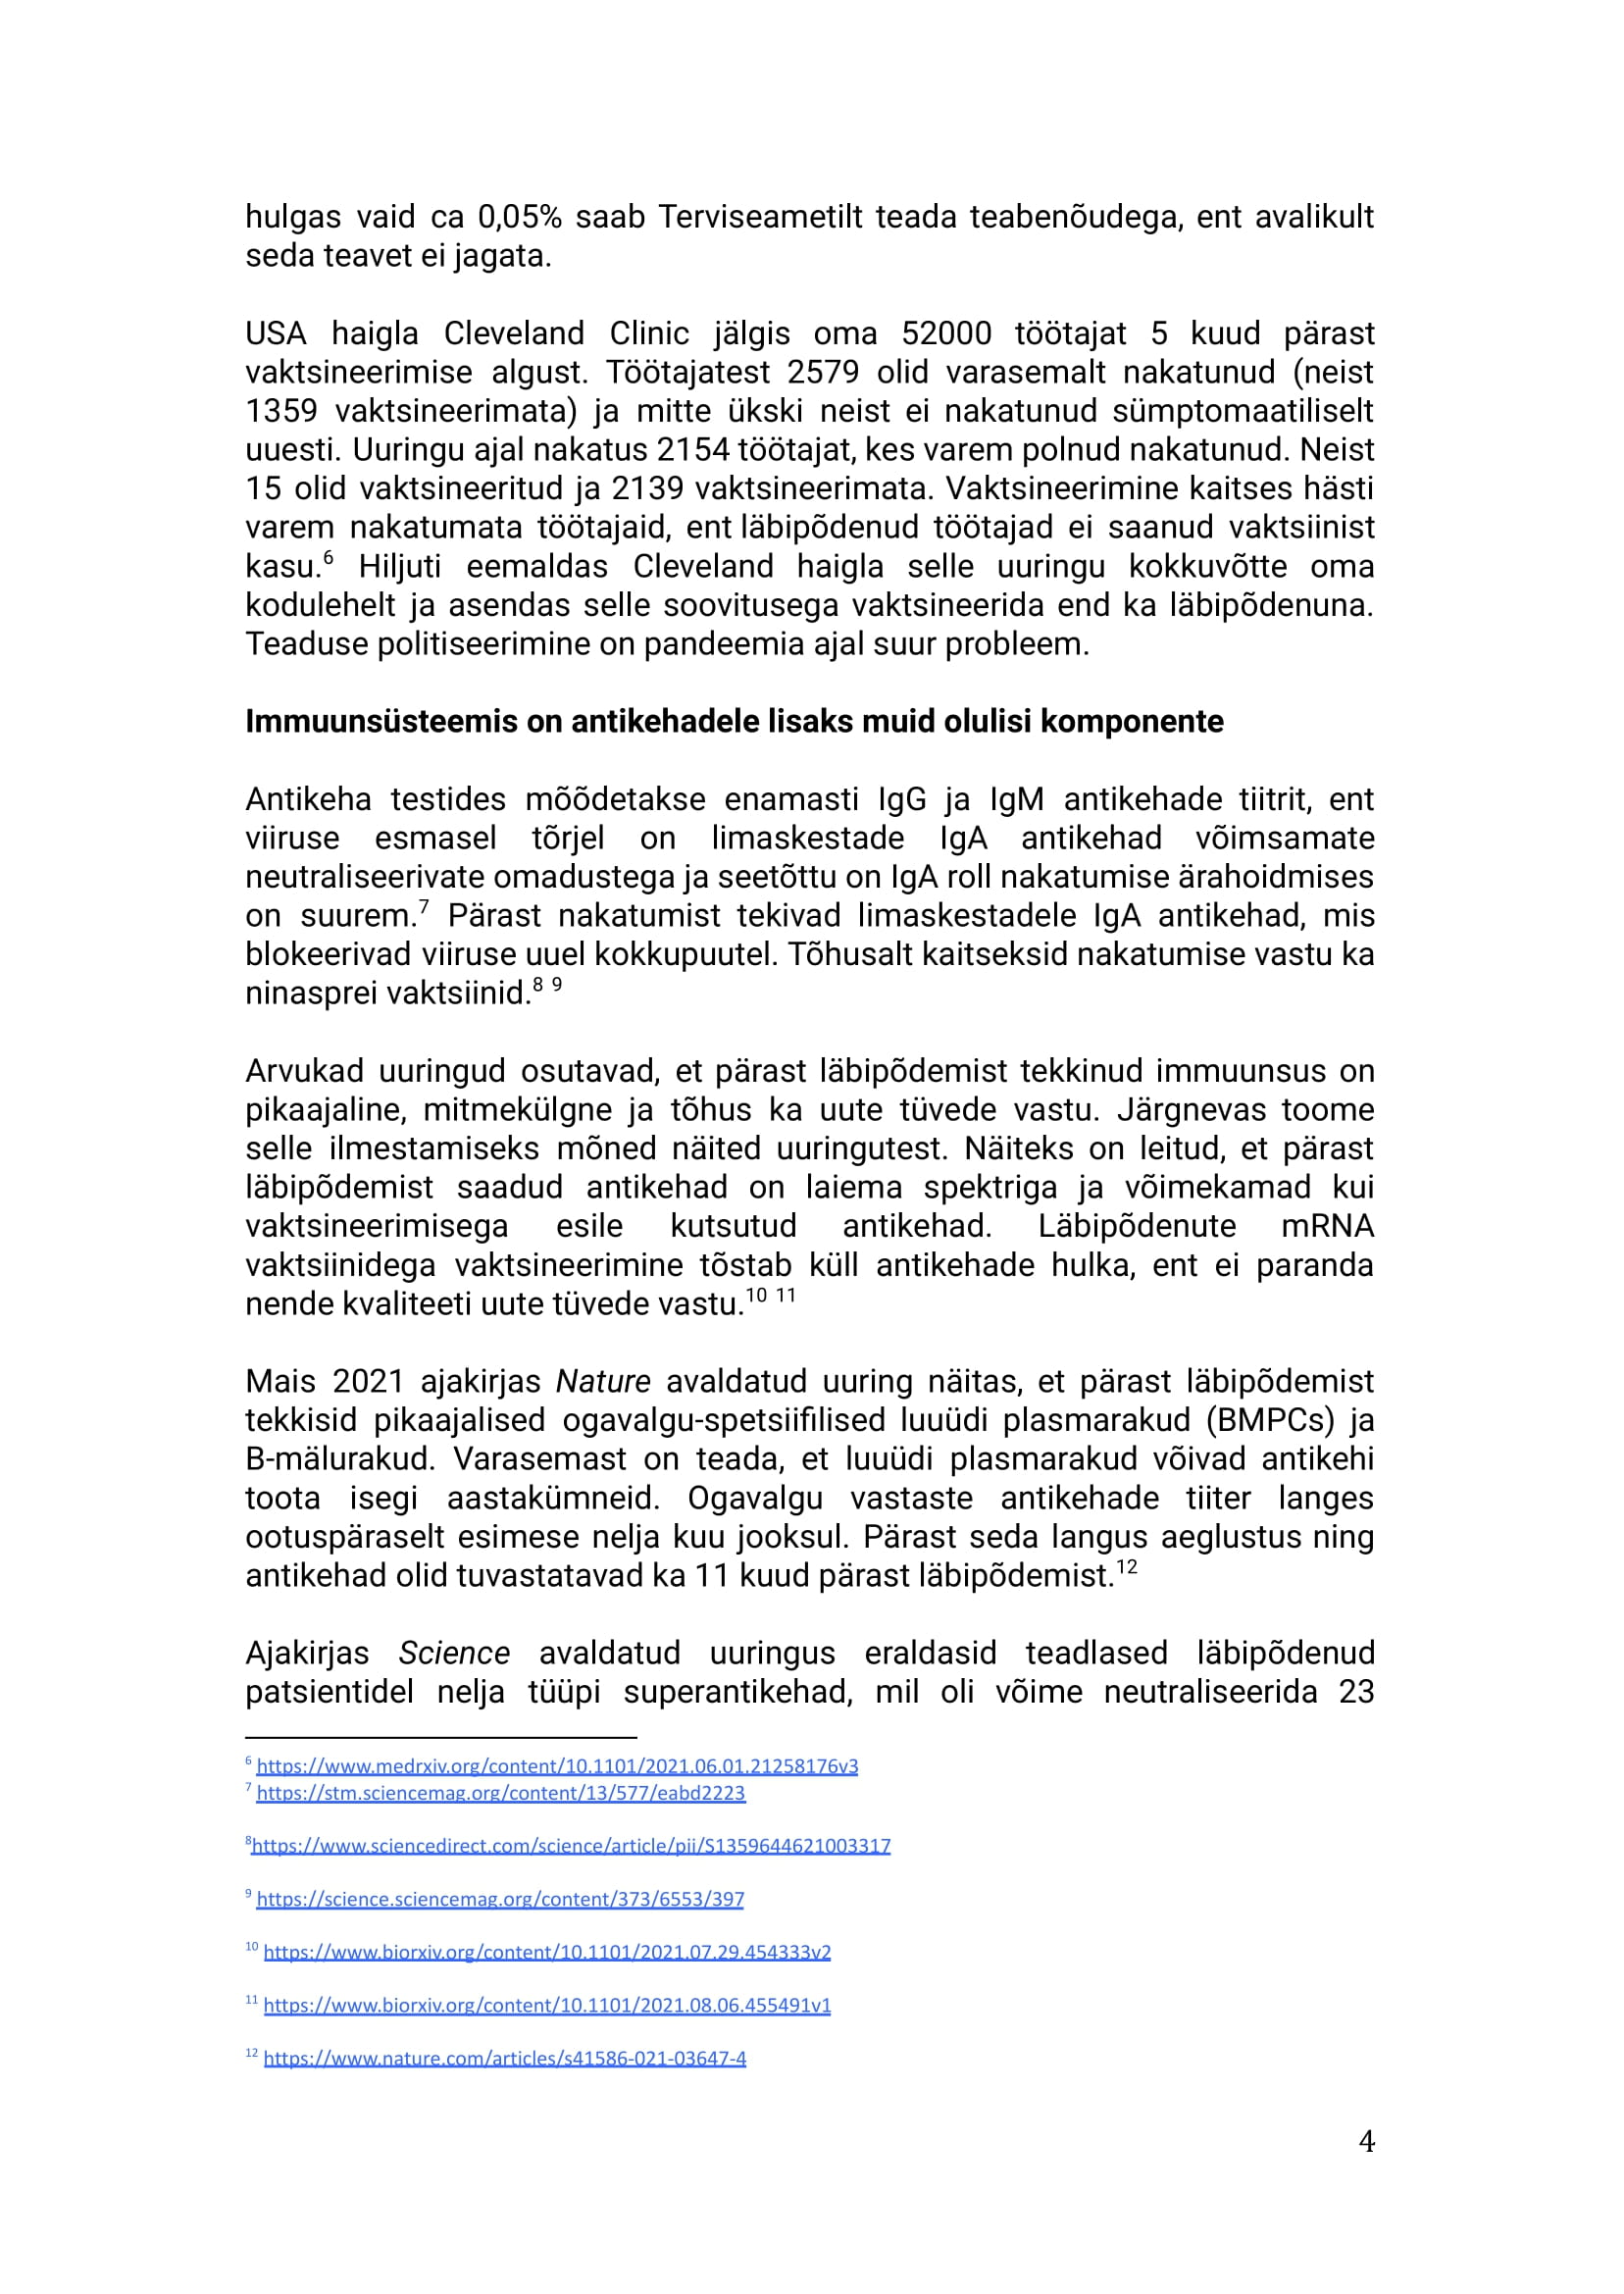 hulgas vaid ca 0,05% saab Terviseametilt teada teabenõudega, ent avalikult
seda teavet ei jagata.
USA haigla Cleveland Clinic jälgis oma 52000 töötajat 5 kuud pärast
vaktsineerimise algust. Töötajatest 2579 olid varasemalt nakatunud (neist
1359 vaktsineerimata) ja mitte ükski neist ei nakatunud sümptomaatiliselt
uuesti. Uuringu ajal nakatus 2154 töötajat, kes varem polnud nakatunud. Neist
15 olid vaktsineeritud ja 2139 vaktsineerimata. Vaktsineerimine kaitses hästi
varem nakatumata töötajaid, ent läbipõdenud töötajad ei saanud vaktsiinist
kasu.6 Hiljuti eemaldas Cleveland haigla selle uuringu kokkuvõtte oma
kodulehelt ja asendas selle soovitusega vaktsineerida end ka läbipõdenuna.
Teaduse politiseerimine on pandeemia ajal suur probleem.
Immuunsüsteemis on antikehadele lisaks muid olulisi komponente
Antikeha testides mõõdetakse enamasti IgG ja IgM antikehade tiitrit, ent
viiruse esmasel tõrjel on limaskestade IgA antikehad võimsamate
neutraliseerivate omadustega ja seetõttu on IgA roll nakatumise ärahoidmises
on suurem.7 Pärast nakatumist tekivad limaskestadele IgA antikehad, mis
blokeerivad viiruse uuel kokkupuutel. Tõhusalt kaitseksid nakatumise vastu ka
ninasprei vaktsiinid.8 9
Arvukad uuringud osutavad, et pärast läbipõdemist tekkinud immuunsus on
pikaajaline, mitmekülgne ja tõhus ka uute tüvede vastu. Järgnevas toome
selle ilmestamiseks mõned näited uuringutest. Näiteks on leitud, et pärast
läbipõdemist saadud antikehad on laiema spektriga ja võimekamad kui
vaktsineerimisega esile kutsutud antikehad. Läbipõdenute mRNA
vaktsiinidega vaktsineerimine tõstab küll antikehade hulka, ent ei paranda
nende kvaliteeti uute tüvede vastu.10 11
Mais 2021 ajakirjas Nature avaldatud uuring näitas, et pärast läbipõdemist
tekkisid pikaajalised ogavalgu-spetsiifilised luuüdi plasmarakud (BMPCs) ja
B-mälurakud. Varasemast on teada, et luuüdi plasmarakud võivad antikehi
toota isegi aastakümneid. Ogavalgu vastaste antikehade tiiter langes
ootuspäraselt esimese nelja kuu jooksul. Pärast seda langus aeglustus ning
antikehad olid tuvastatavad ka 11 kuud pärast läbipõdemist.12
Ajakirjas Science avaldatud uuringus eraldasid teadlased läbipõdenud
patsientidel nelja tüüpi superantikehad, mil oli võime neutraliseerida 23
6 https://www.medrxiv.org/content/10.1101/2021.06.01.21258176v3
7 https://stm.sciencemag.org/content/13/577/eabd2223
8https://www.sciencedirect.com/science/article/pii/S1359644621003317
9 https://science.sciencemag.org/content/373/6553/397
10 https://www.biorxiv.org/content/10.1101/2021.07.29.454333v2
11 https://www.biorxiv.org/content/10.1101/2021.08.06.455491v1
12 https://www.nature.com/articles/s41586-021-03647-4
4